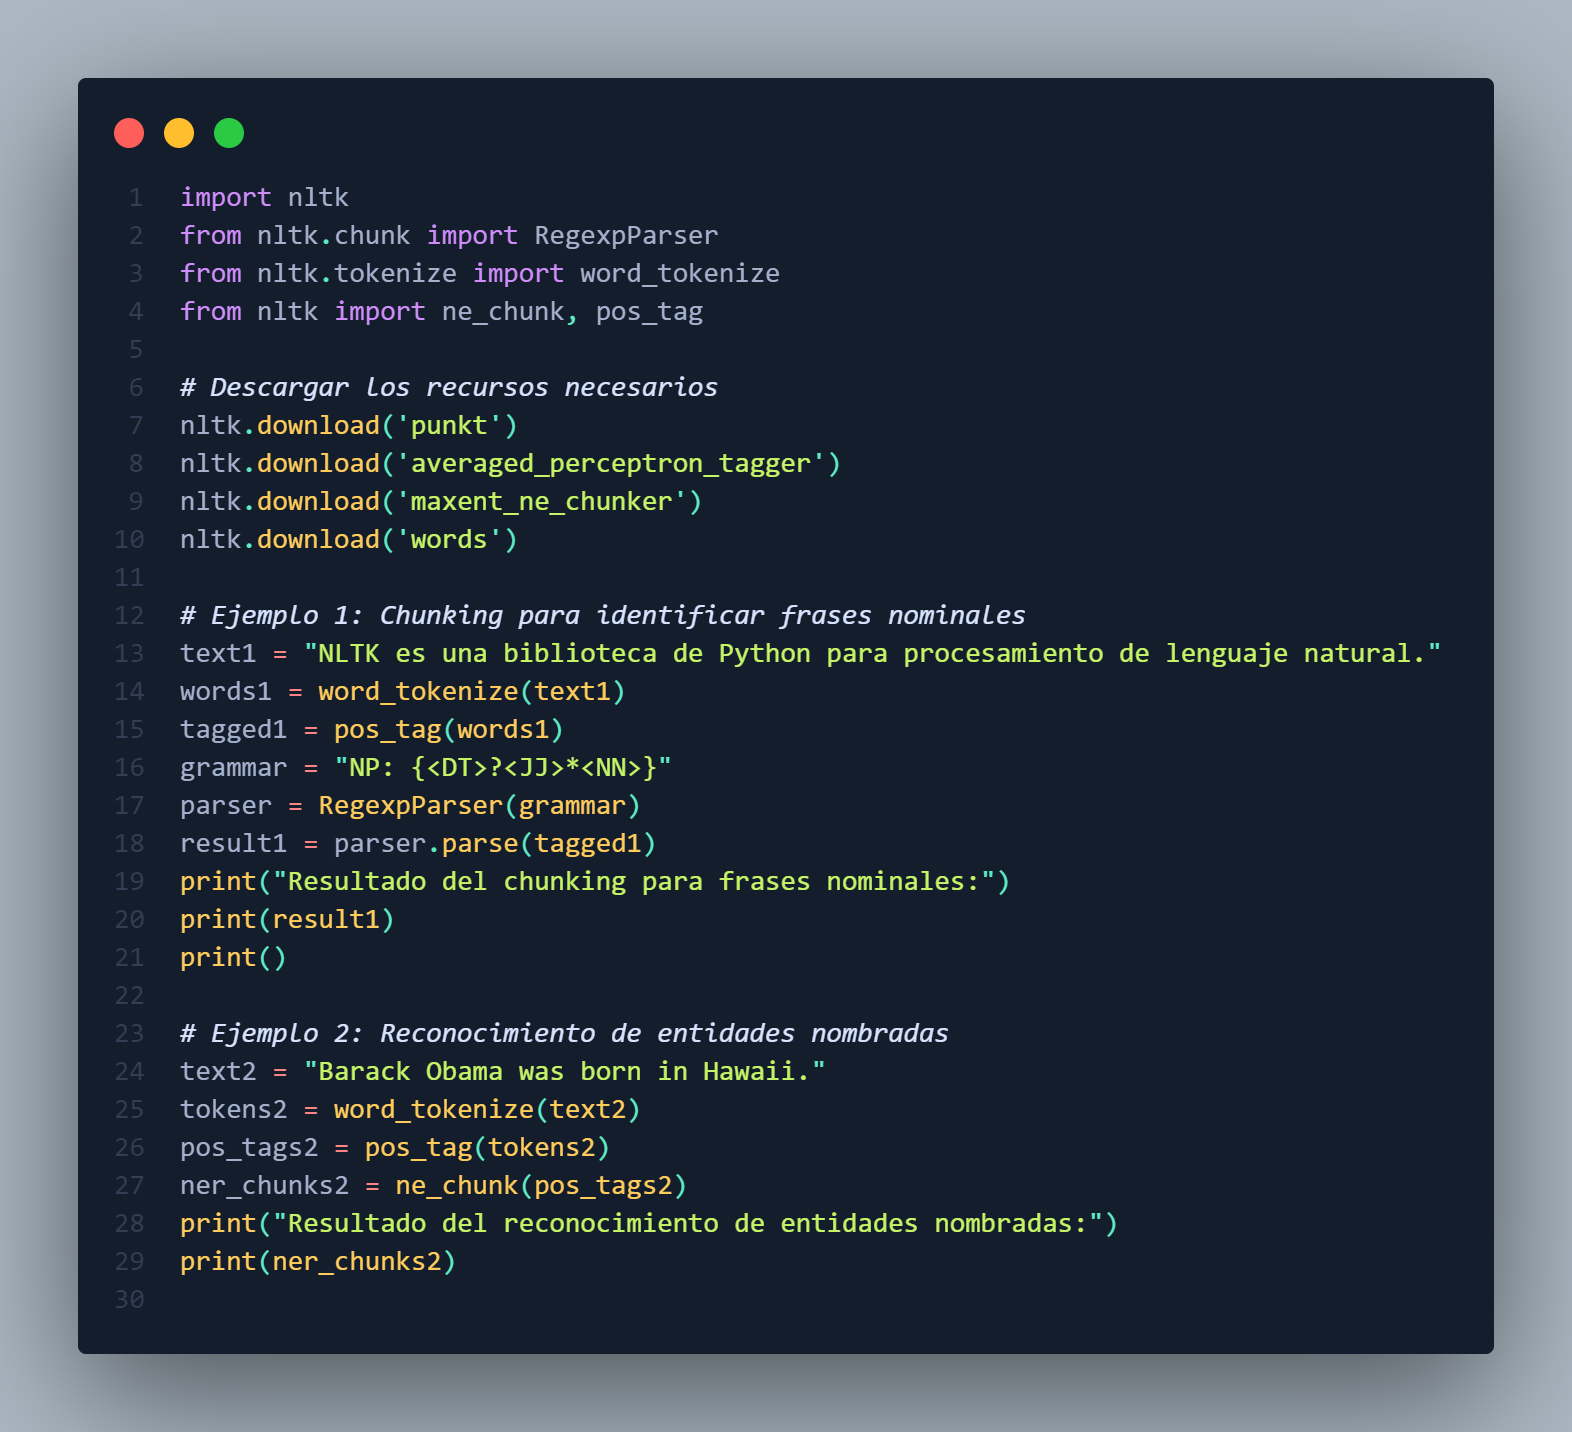 1 import nltk
2 from nltk.chunk import RegexpParser
3 from nltk.tokenize import word_tokenize
4 from nltk import ne_chunk, pos_tag
5
6 # Descargar los recursos necesarios
7 nltk.download('punkt')
8 nltk.download('averaged_perceptron_tagger')
9 nltk.download('maxent_ne_chunker')
10 nltk.download('words')
11
12 # Ejemplo 1: Chunking para identificar frases nominales
13 text1 = "NLTK es una biblioteca de Python para procesamiento de lenguaje natural."
14 words1 = word_tokenize(text1)
15 tagged1 = pos_tag(words1)
16 grammar = "NP: {<DT>?<JJ>*<NN>}"
17 parser = RegexpParser(grammar)
18 result1 = parser.parse(tagged1)
19 print("Resultado del chunking para frases nominales:")
20 print(result1)
21 print()
22
23 # Ejemplo 2: Reconocimiento de entidades nombradas
24 text2 = "Barack Obama was born in Hawaii."
25 tokens2 = word_tokenize(text2)
26 pos_tags2 = pos_tag(tokens2)
27 ner_chunks2 = ne_chunk(pos_tags2)
28 print("Resultado del reconocimiento de entidades nombradas:")
29 print(ner_chunks2)
30